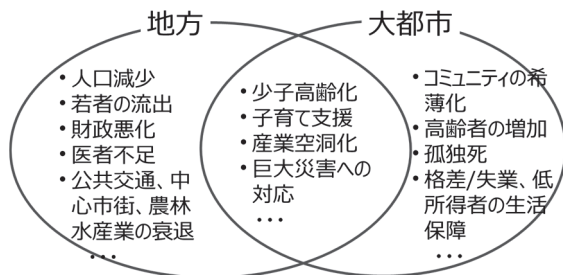 地方
• 人口減少
• 若者の流出
• 財政悪化
• 医者不足
• 公共交通、中
心市街、農林
水産業の衰退
•••
• 少子高齢化
• 子育て支援
• 産業空洞化
• 巨大災害への
対応
•••
大都市
• コミュニティの希
薄化
• 高齢者の増加
• 孤独死
• 格差/失業、低
所得者の生活
保障
•••